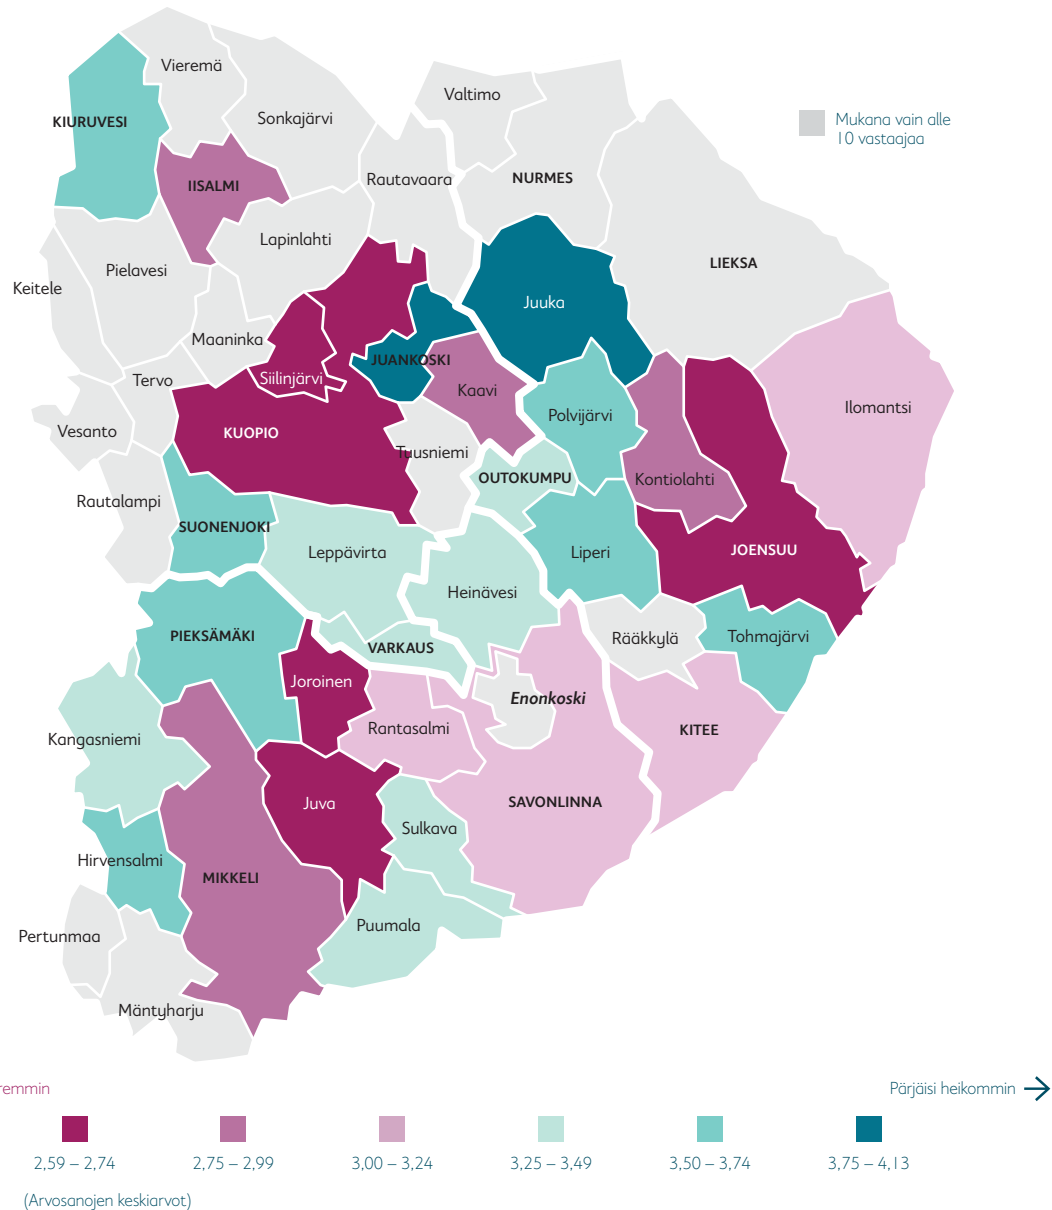 Vieremä
Valtimo
Mukana vain alle
10 vastaajaa
KIURUVESI
Sonkajärvi
Rautavaara
NURMES
IISALMI
Lapinlahti
LIEKSA
Pielavesi
Keitele
Juuka
Maaninka
JUANKOSKI
Tervo
Siilinjärvi
Kaavi
Ilomantsi
Polvijärvi
Vesanto
KUOPIO
Tuusniemi
OUTOKUMPU
Kontiolahti
Rautalampi
SUONENJOKI
Leppävirta
Liperi
JOENSUU
Heinävesi
PIEKSÄMÄKI
VARKAUS
Rääkkylä
Tohmajärvi
Joroinen
Enonkoski
Rantasalmi
KITEE
Kangasniemi
Juva
SAVONLINNA
Sulkava
Hirvensalmi
MIKKELI
Puumala
Pertunmaa
Mäntyharju
remmin
Pärjäisi heikommin
2,59 – 2,74
2,75 – 2,99
3,00 – 3,24
3,25 – 3,49
3,50 – 3,74
3,75 – 4,13
(Arvosanojen keskiarvot)